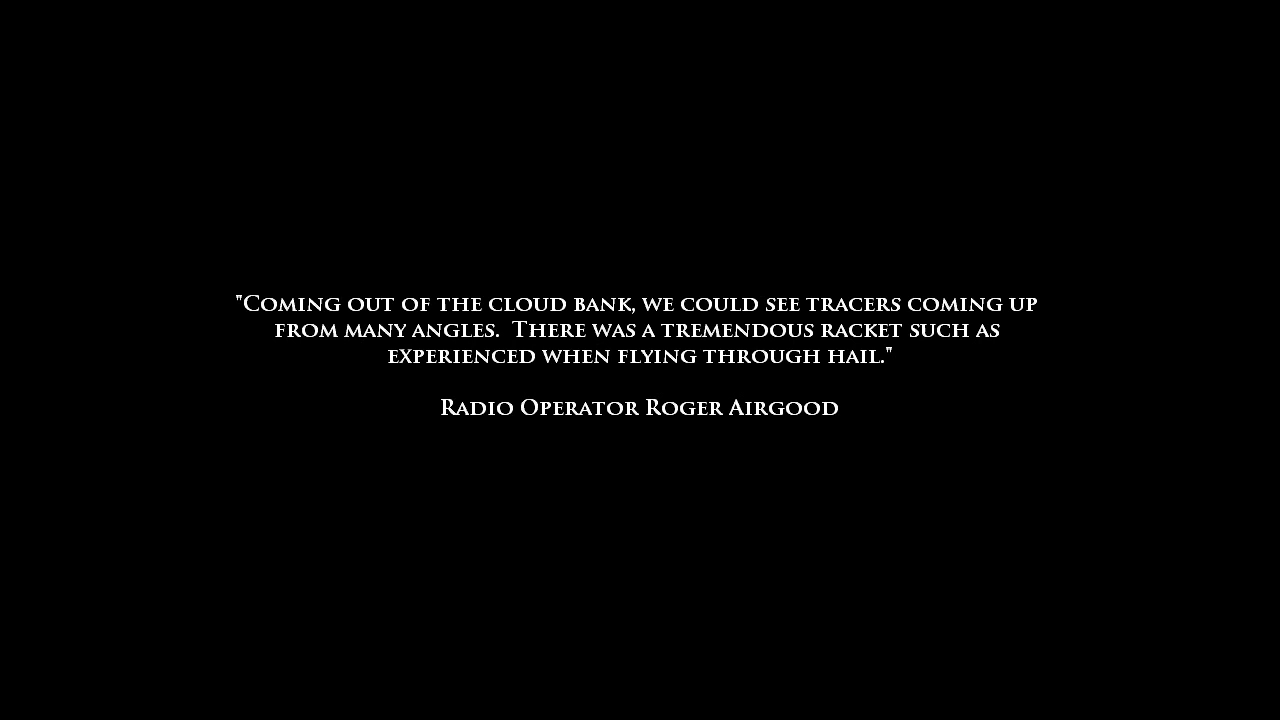 "Coming out of the cloud bank, we could see tracers coming up
from many angles.  There was a tremendous racket such as
experienced when flying through hail."
Radio Operator Roger Airgood